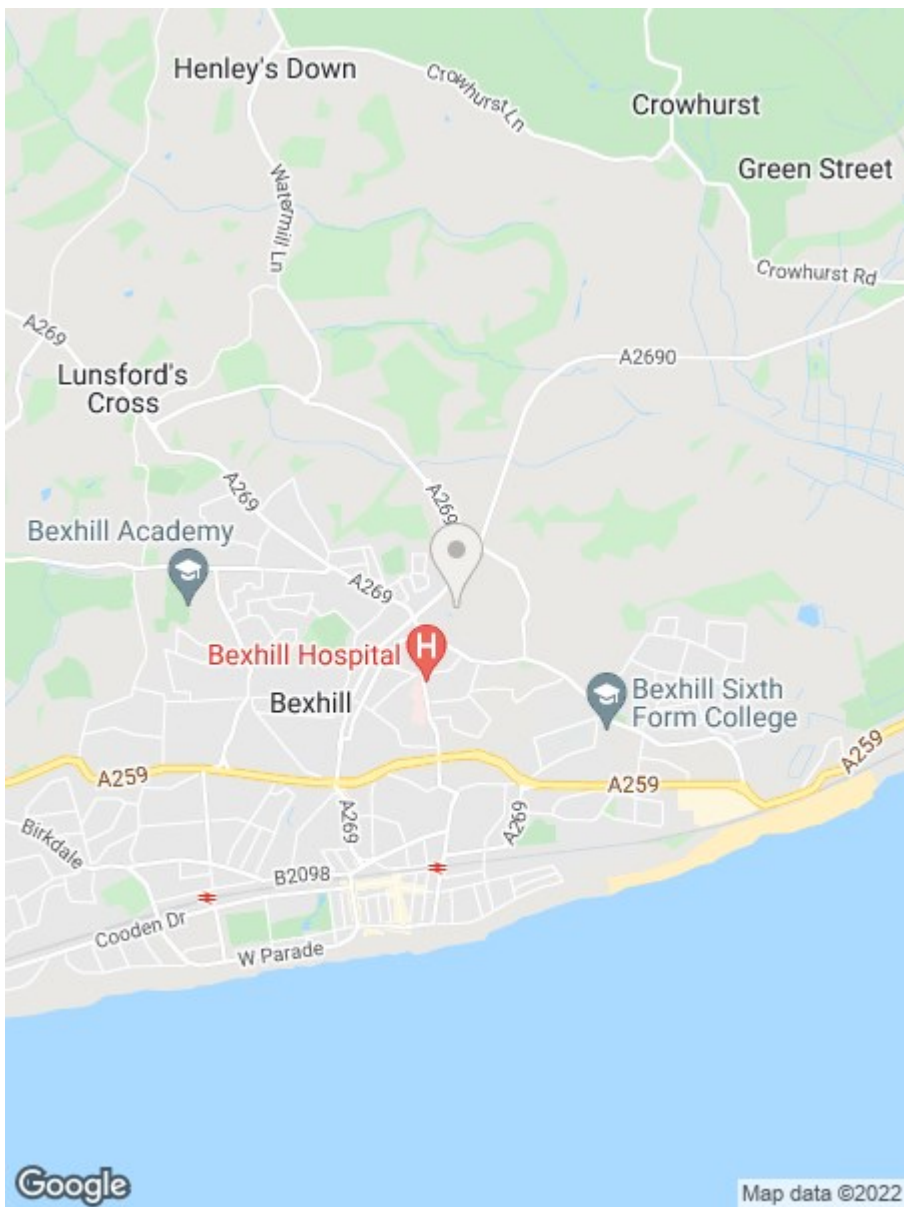 Henley's Down
Crowhurst Ln
Crowhurst
Green Street
Watermill Ln
Crowhurst Rd
A269
A2690
Lunsford's
Cross
A269
A269
Bexhill Academy
A269
Bexhill Hospital
H
Bexhill
Bexhill Sixth
Form College
A259
A259
A259
A269
A269
Birkdale
B2098
Cooden Dr
W Parade
Google
Map data ©2022